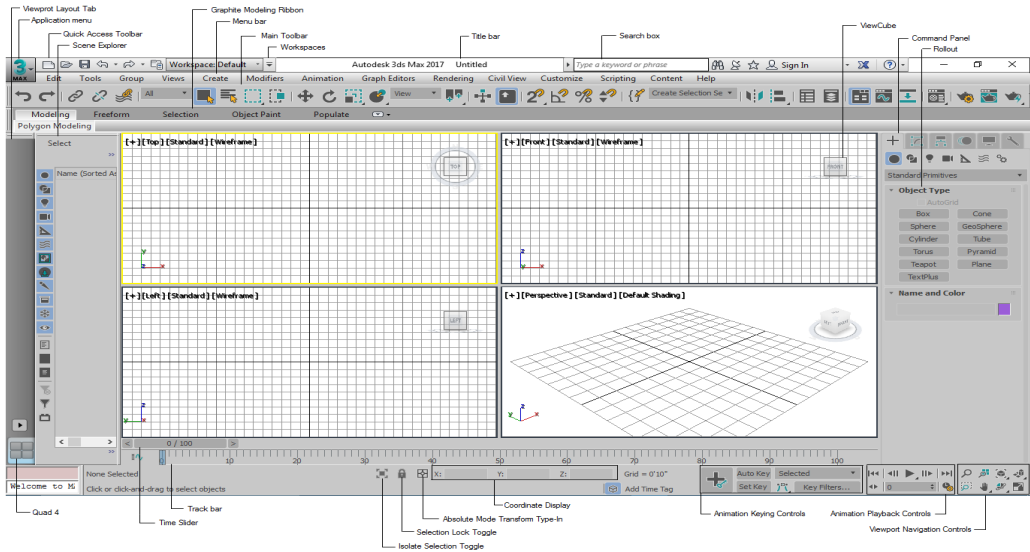 Viewprot Layout Tab
Application menu
Quick Access Toolbar
Scene Explorer
Graphite Modeling Ribbon
Menu bar
Main Toolbar
Workspaces
Title bar
Search box
ViewCube
Command Panel
Rollout
3
MAX
Workspace: Default
Autodesk 3ds Max 2017 Untitled
Type a keyword or phrase
Sign In
Edit Tools Group Views Create Modifiers Animation Graph Editors Rendering Civil View Customize Scripting Content Help
All
View
Create Selection Se
Modeling Freeform Selection Object Paint Populate
Polygon Modeling
Select
Name (Sorted As
[+][Top][Standard][Wireframe]
TOP
[+][Front][Standard][Wireframe]
FRONT
[+][Left][Standard][Wireframe]
LEFT
[+][Perspective][Standard][Default Shading]
y
z x
z
y x
z
y x
z
y x
Standard Primitives
Object Type
AutoGrid
Box Cone
Sphere GeoSphere
Cylinder Tube
Torus Pyramid
Teapot Plane
TextPlus
Name and Color
< 0 / 100 >
0 10 20 30 40 50 60 70 80 90 100
None Selected
X: Y: Z:
Grid = 0'10"
Auto Key Selected
Welcome to M
Click or click-and-drag to select objects
Add Time Tag
Set Key Key Filters...
0
Quad 4
Track bar
Time Slider
Coordinate Display
Absolute Mode Transform Type-In
Selection Lock Toggle
Isolate Selection Toggle
Animation Keying Controls
Animation Playback Controls
Viewport Navigation Controls